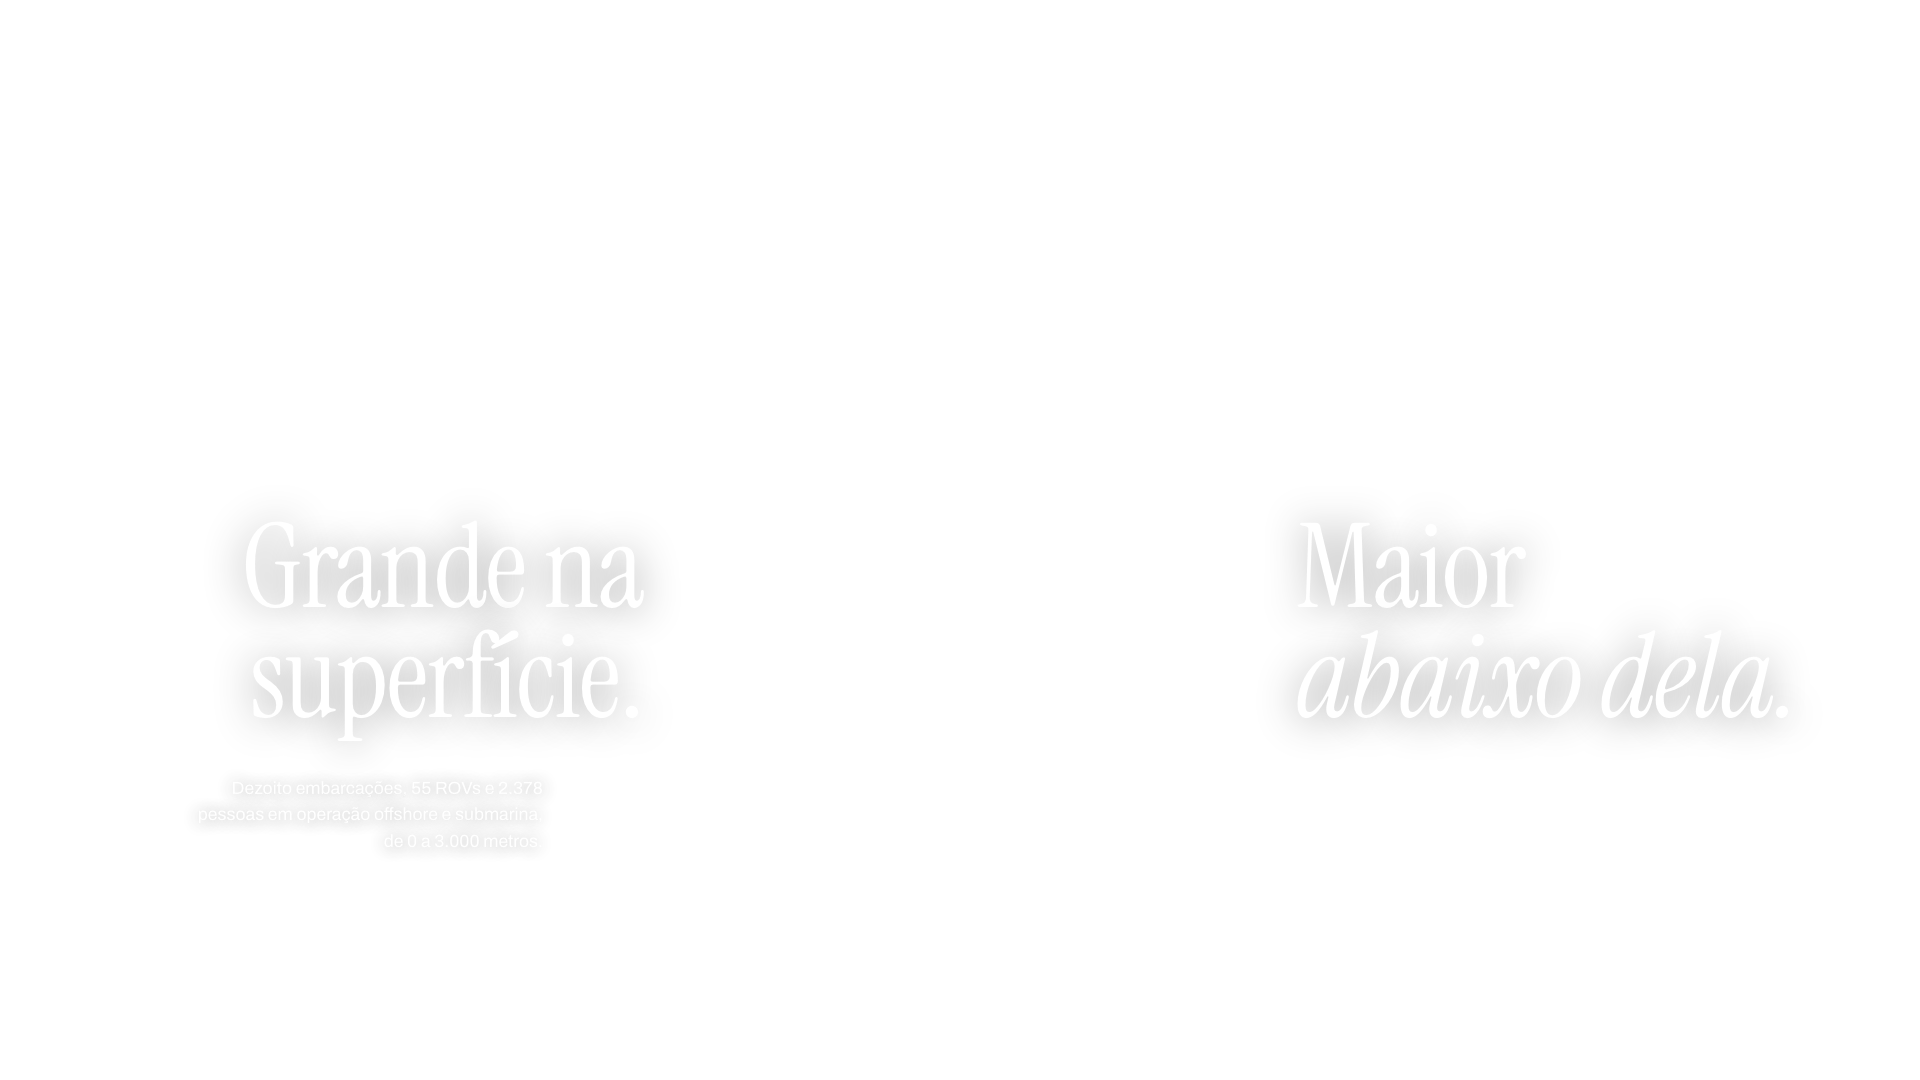 Grande na
superfície.
Maior
abaixo dela.
Dezoito embarcações, 55 ROVs e 2.378
pessoas em operação offshore e submarina,
de 0 a 3.000 metros.